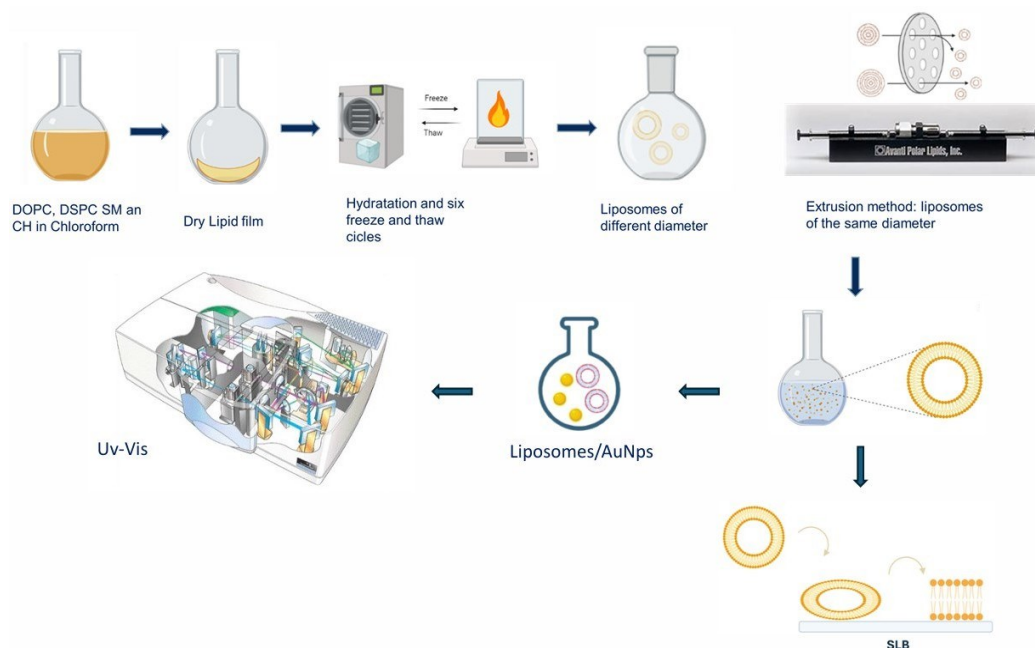 Freeze
Thaw
Avanti Polar Lipids, Inc.
DOPC, DSPC SM an
CH in Chloroform
Dry Lipid film
Hydratation and six
freeze and thaw
cicles
Liposomes of
different diameter
Extrusion method: liposomes
of the same diameter
Uv-Vis
Liposomes/AuNps
SLB